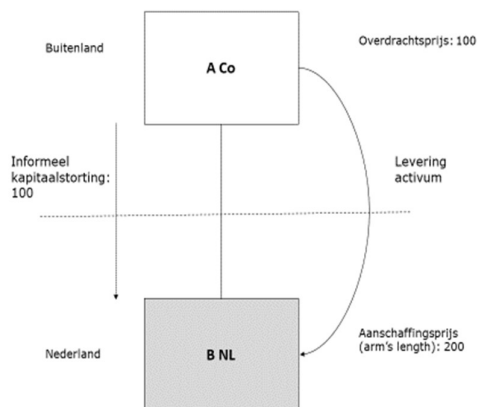 Buitenland
Overdrachtsprijs: 100
A Co
Informeel
kapitaalstorting:
100
Levering
activum
Nederland
B NL
Aanschaffingsprijs
(arm's length): 200